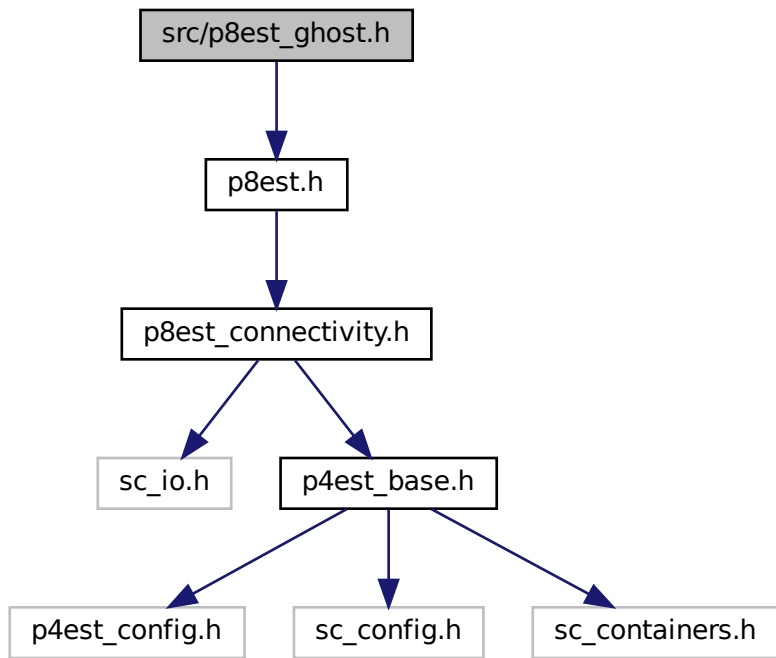 src/p8est_ghost.h
p8est.h
p8est_connectivity.h
sc_io.h
p4est_base.h
p4est_config.h
sc_config.h
sc_containers.h